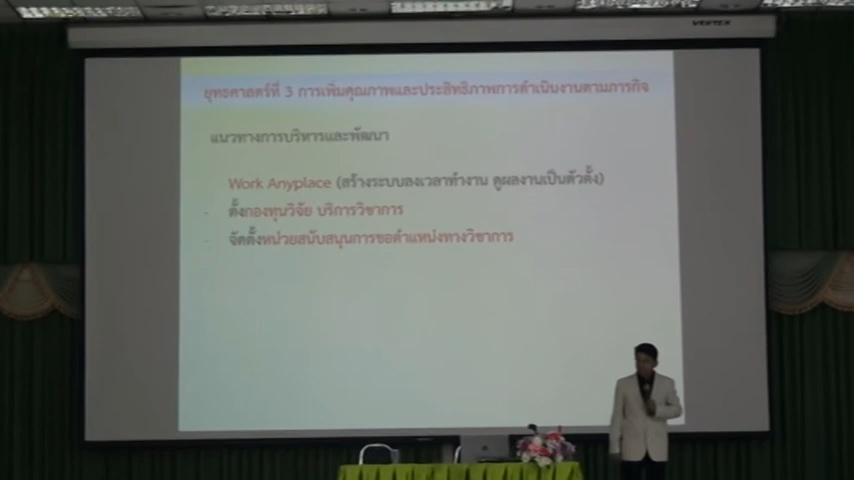 VERTEX
ยุทธศาสตร์ที่ 3 การเพิ่มคุณภาพและประสิทธิภาพการดำเนินงานตามภารกิจ
แนวทางการบริหารและพัฒนา
Work Anyplace (สร้างระบบลงเวลาทำงาน ดูผลงานเป็นตัวตั้ง)
- ตั้งกองทุนวิจัย บริการวิชาการ
- จัดตั้งหน่วยสนับสนุนการขอตำแหน่งทางวิชาการ